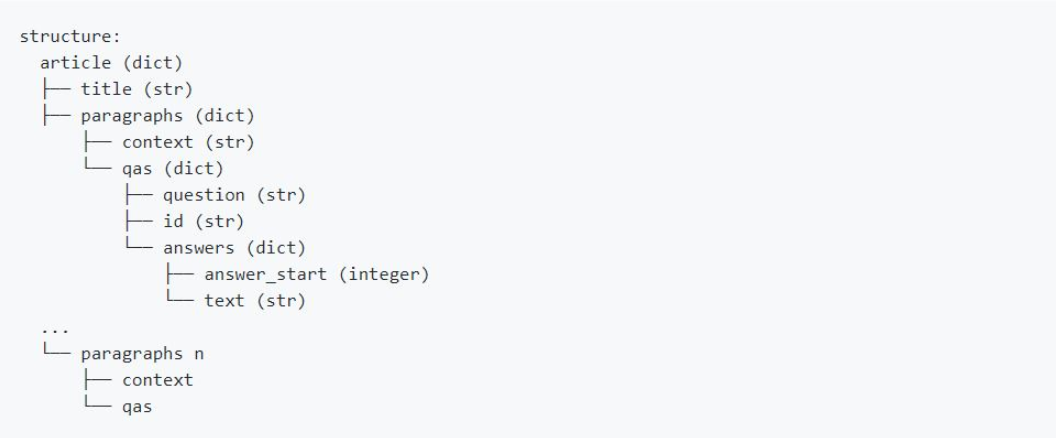 structure:
  article (dict)
  ├── title (str)
  ├── paragraphs (dict)
      ├── context (str)
      └── qas (dict)
          ├── question (str)
          ├── id (str)
          └── answers (dict)
              ├── answer_start (integer)
              └── text (str)
  ...
  └── paragraphs n
      ├── context
      └── qas